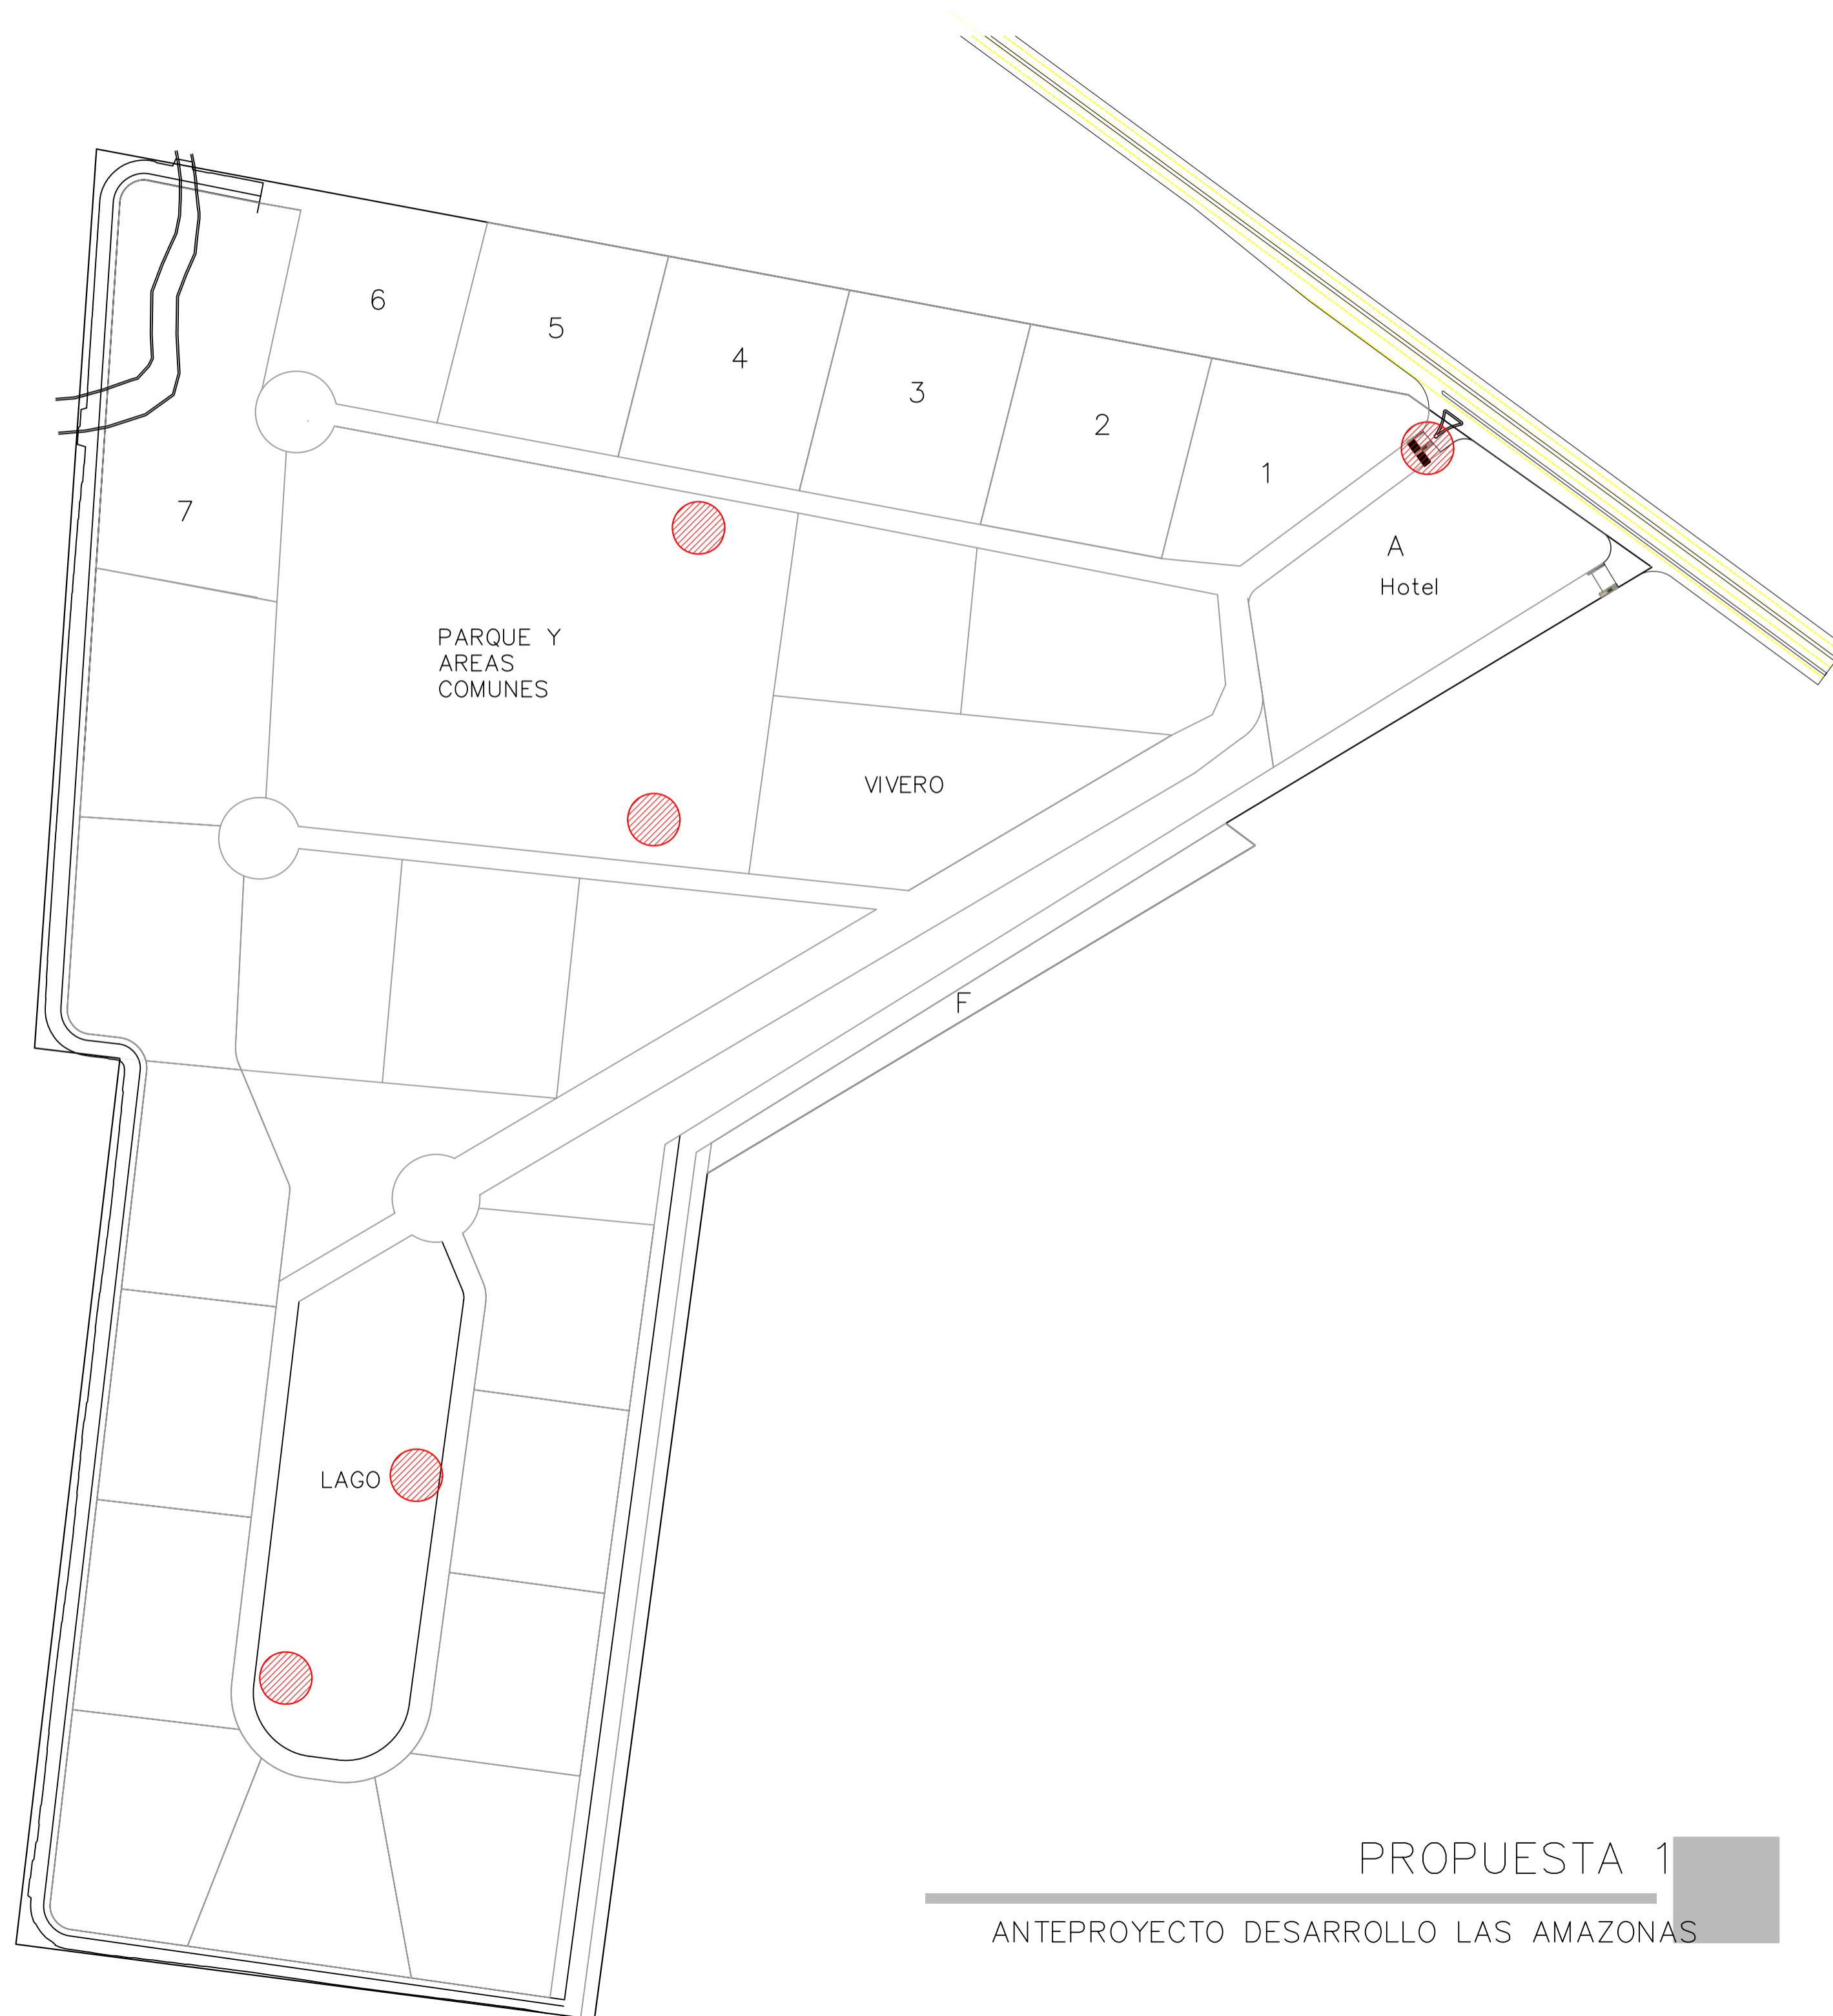 6
5
4
3
2
1
7
A
Hotel
PARQUE Y
AREAS
COMUNES
VIVERO
F
LAGO
PROPUESTA 1
ANTEPROYECTO DESARROLLO LAS AMAZONAS